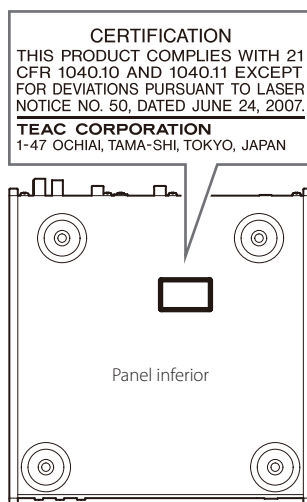 CERTIFICATION
THIS PRODUCT COMPLIES WITH 21
CFR 1040.10 AND 1040.11 EXCEPT
FOR DEVIATIONS PURSUANT TO LASER
NOTICE NO. 50, DATED JUNE 24, 2007.
TEAC CORPORATION
1-47 OCHIAI, TAMA-SHI, TOKYO, JAPAN
Panel inferior